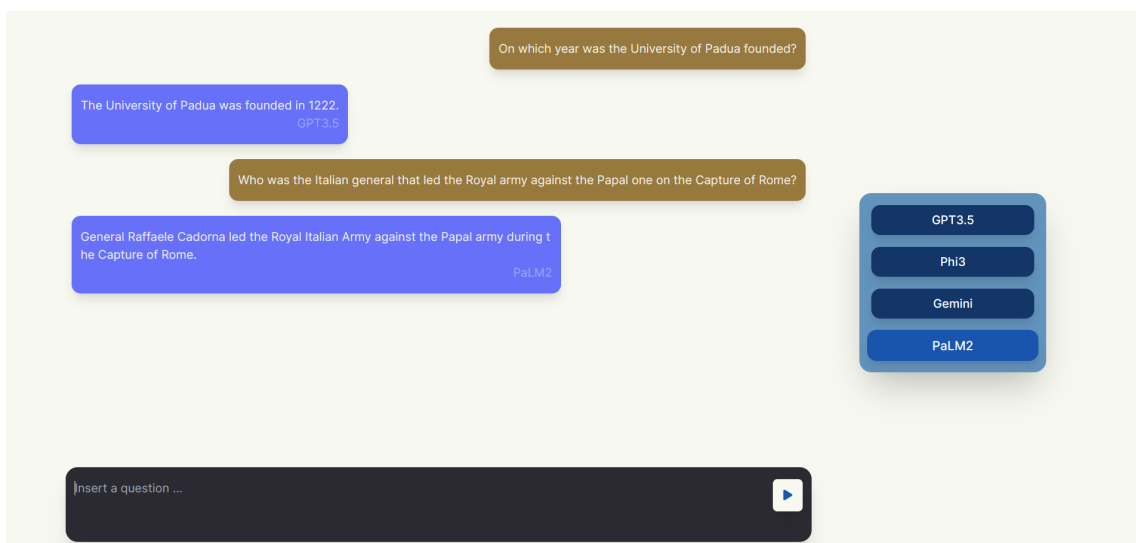 On which year was the University of Padua founded?
The University of Padua was founded in 1222.
GPT3.5
Who was the Italian general that led the Royal army against the Papal one on the Capture of Rome?
General Raffaele Cadorna led the Royal Italian Army against the Papal army during t
he Capture of Rome.
PaLM2
GPT3.5
Phi3
Gemini
PaLM2
Insert a question ...